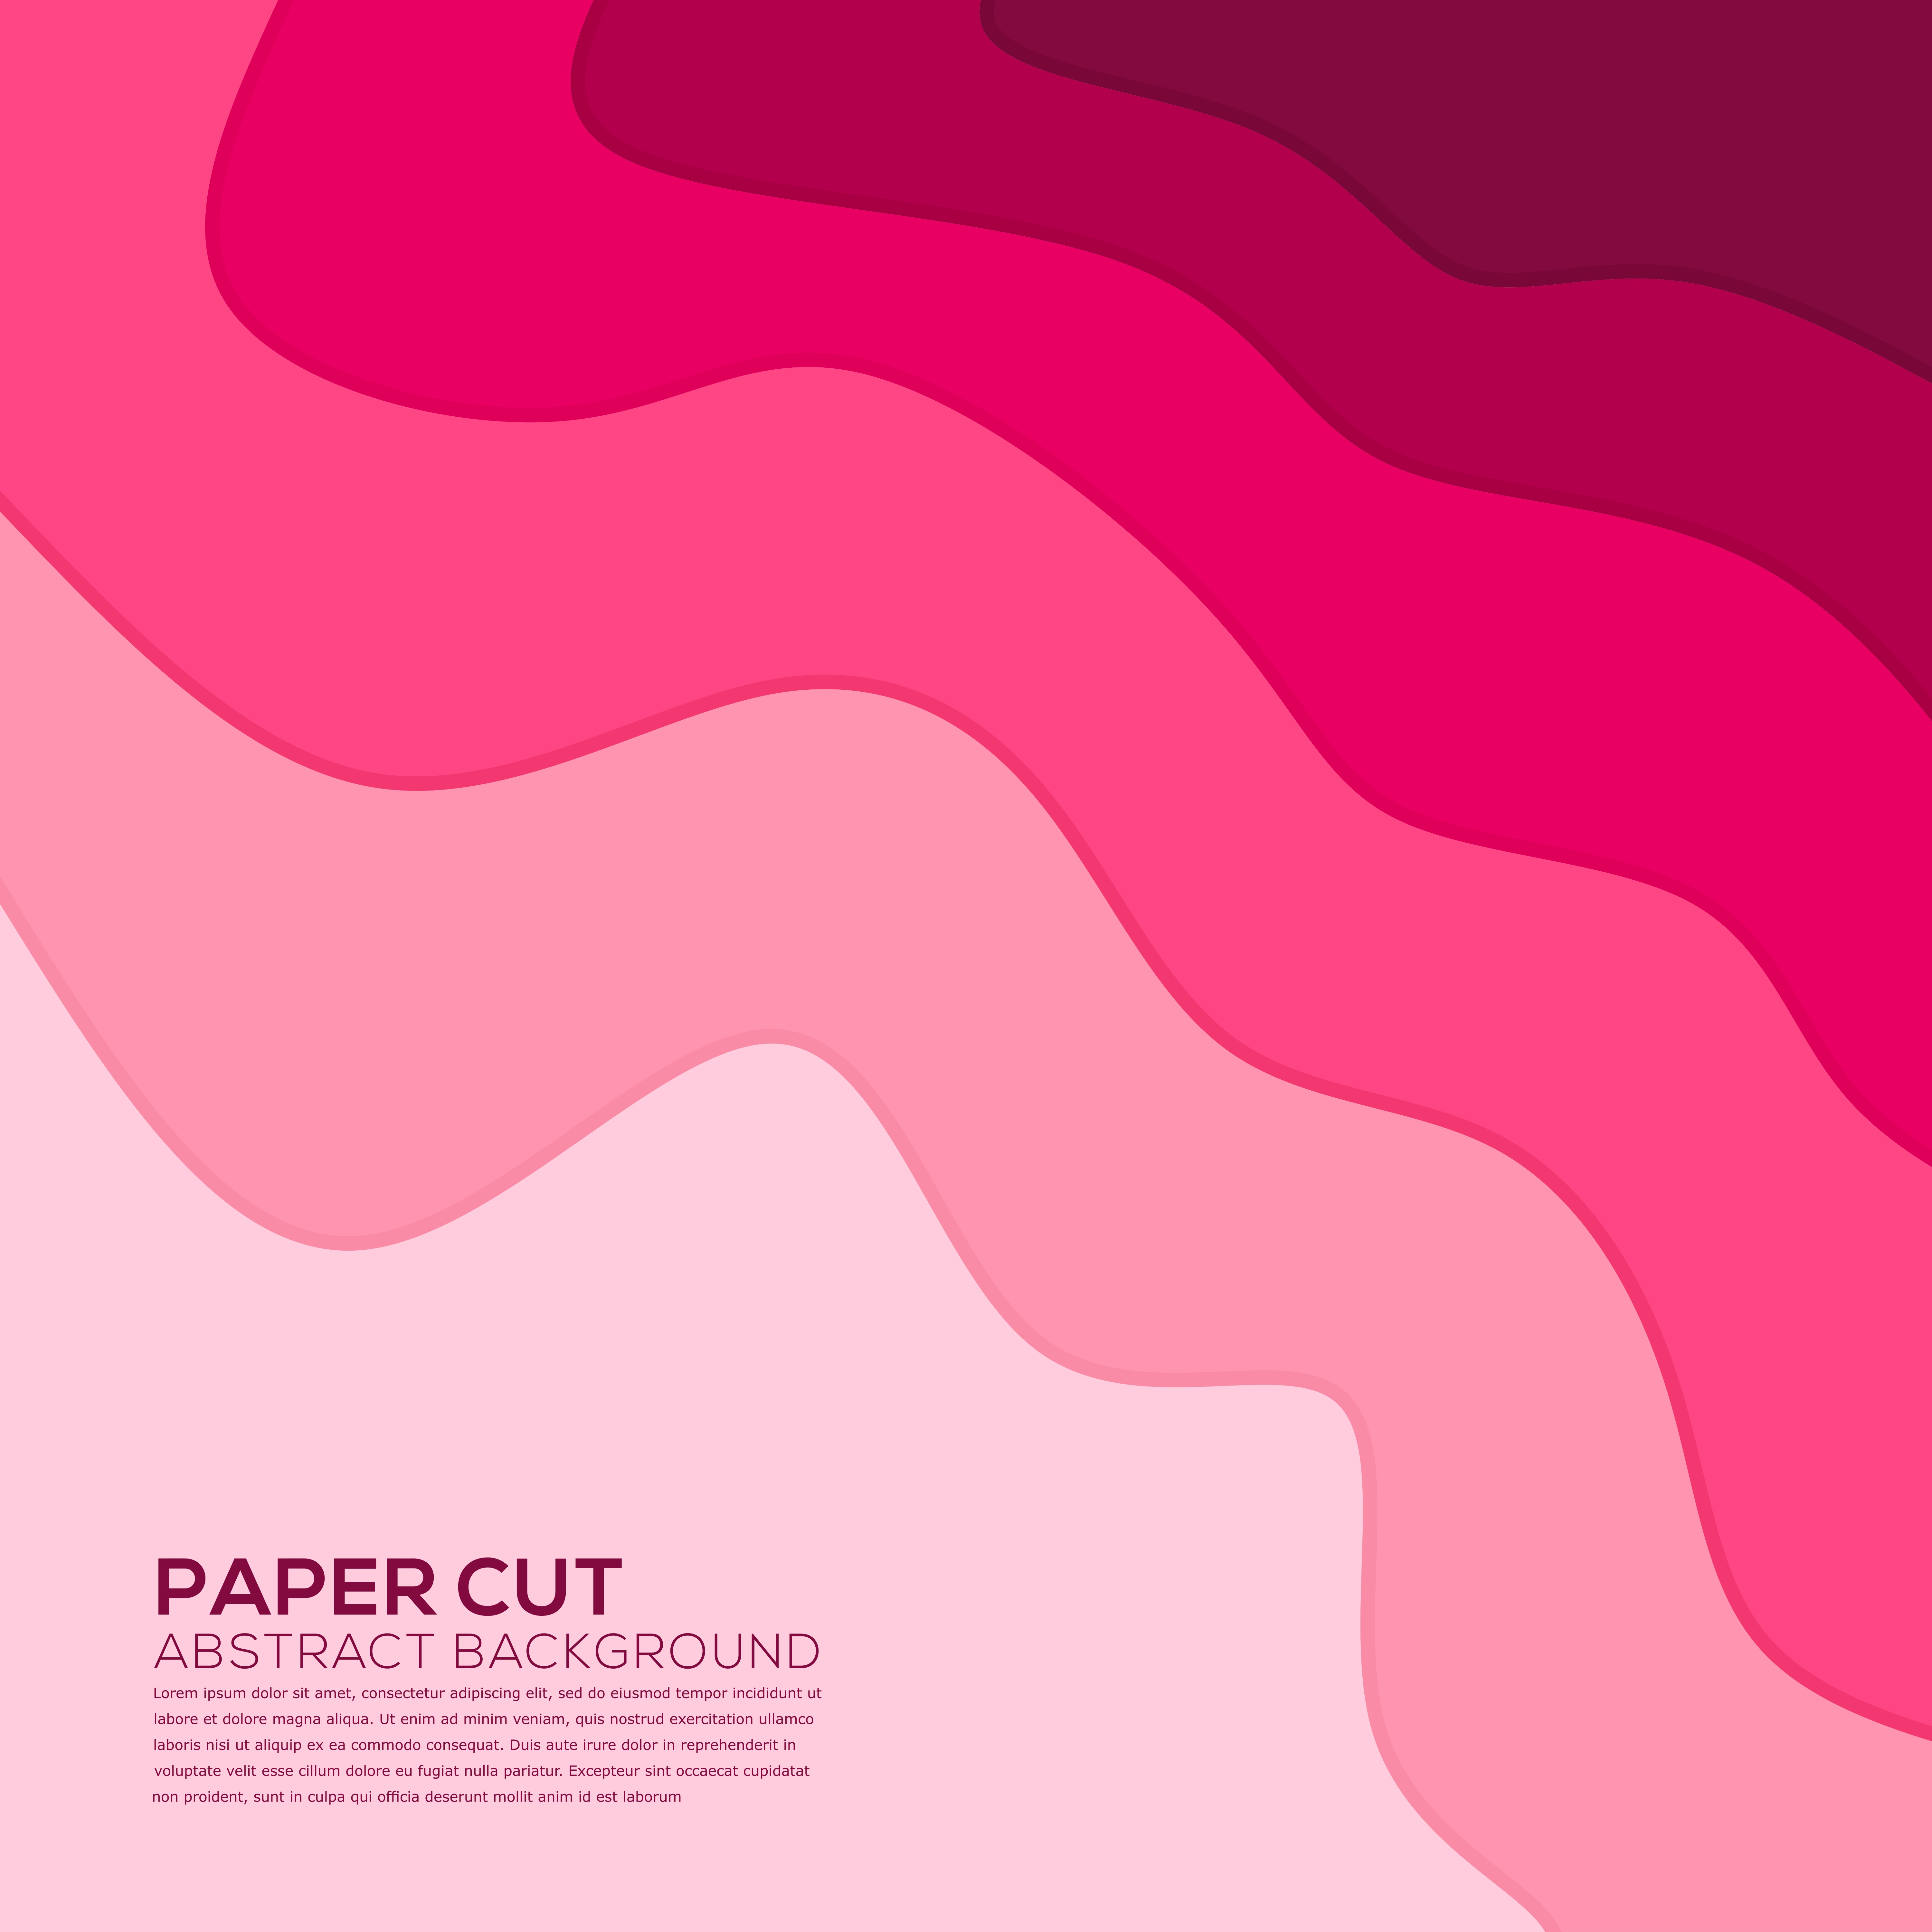 PAPER CUT
ABSTRACT BACKGROUND
Lorem ipsum dolor sit amet, consectetur adipiscing elit, sed do eiusmod tempor incididunt ut
labore et dolore magna aliqua. Ut enim ad minim veniam, quis nostrud exercitation ullamco
laboris nisi ut aliquip ex ea commodo consequat. Duis aute irure dolor in reprehenderit in
voluptate velit esse cillum dolore eu fugiat nulla pariatur. Excepteur sint occaecat cupidatat
non proident, sunt in culpa qui officia deserunt mollit anim id est laborum